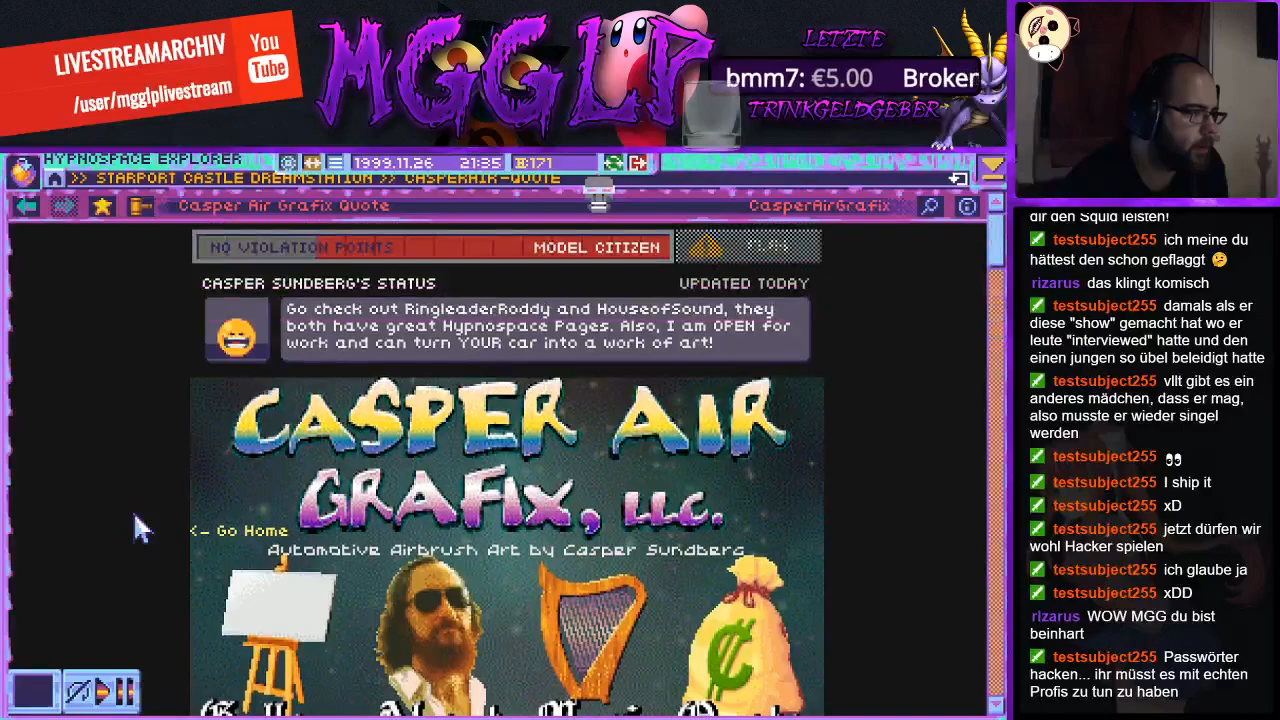 LIVESTREAMARCHIV
/user/mgglplivestream
You
Tube
MGGLP
LETZTE
bmm7: €5.00 Broker
TRINKGELDGEBER
HYPNOSPACE EXPLORER
1999.11.26 21:35
171
>> STARPORT CASTLE DREAMSTATION >> CASPERAIR-QUOTE
Casper Air Grafix Quote
CasperAirGrafix
NO VIOLATION POINTS
MODEL CITIZEN
CASPER SUNDBERG'S STATUS
UPDATED TODAY
Go check out RingleaderRoddy and HouseofSound, they
both have great Hypnospace Pages. Also, I am OPEN for
work and can turn YOUR car into a work of art!
CASPER AIR
GRAFIX, LLC.
<- Go Home
Automotive Airbrush Art by Casper Sundberg
dir den Squid leisten!
testsubject255 ich meine du
hättest den schon geflaggt
rizarus das klingt komisch
testsubject255 damals als er
diese "show" gemacht hat wo er
leute "interviewed" hatte und den
einen jungen so übel beleidigt hatte
testsubject255 vllt gibt es ein
anderes mädchen, dass er mag,
also musste er wieder singel
werden
testsubject255
testsubject255 I ship it
testsubject255 xD
testsubject255 jetzt dürfen wir
wohl Hacker spielen
testsubject255 ich glaube ja
testsubject255 xDD
rizarus WOW MGG du bist
beinhart
testsubject255 Passwörter
hacken... ihr müsst es mit echten
Profis zu tun zu haben